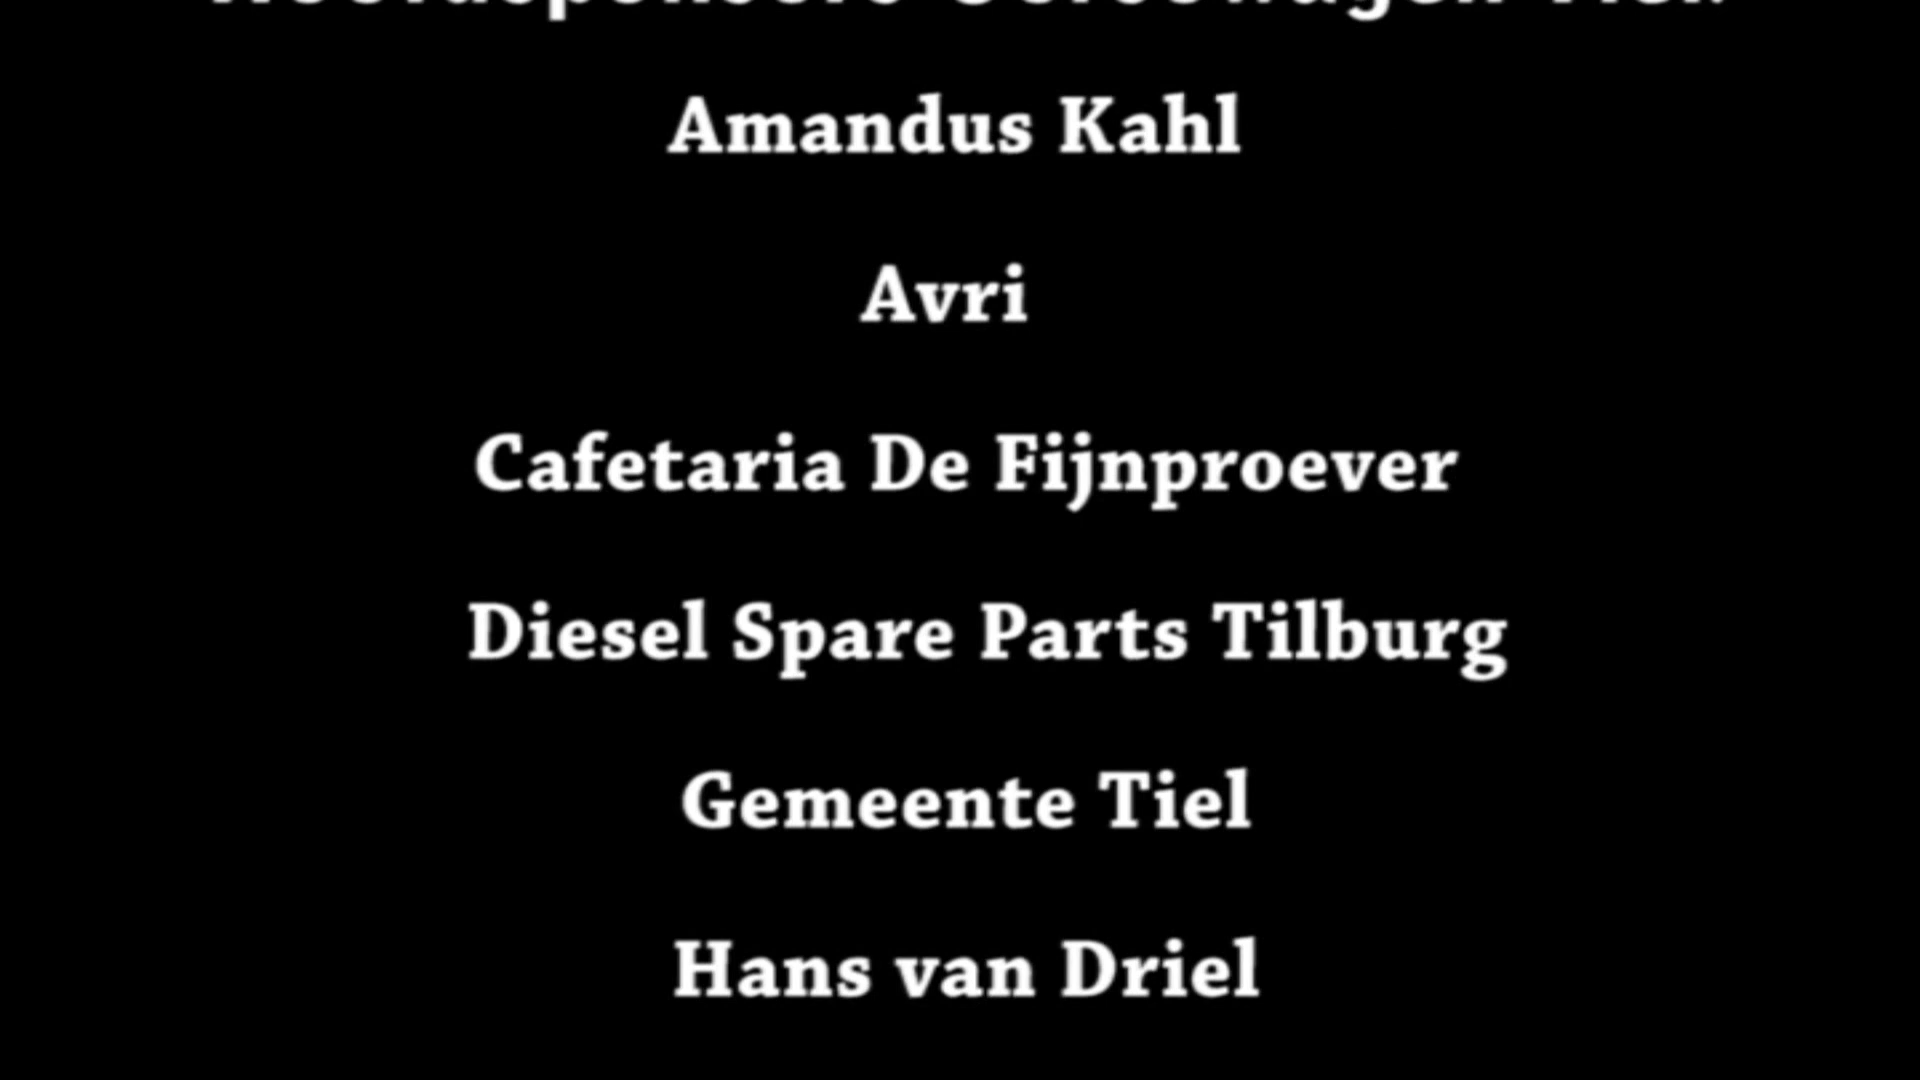 Amandus Kahl
Avri
Cafetaria De Fijnproever
Diesel Spare Parts Tilburg
Gemeente Tiel
Hans van Driel